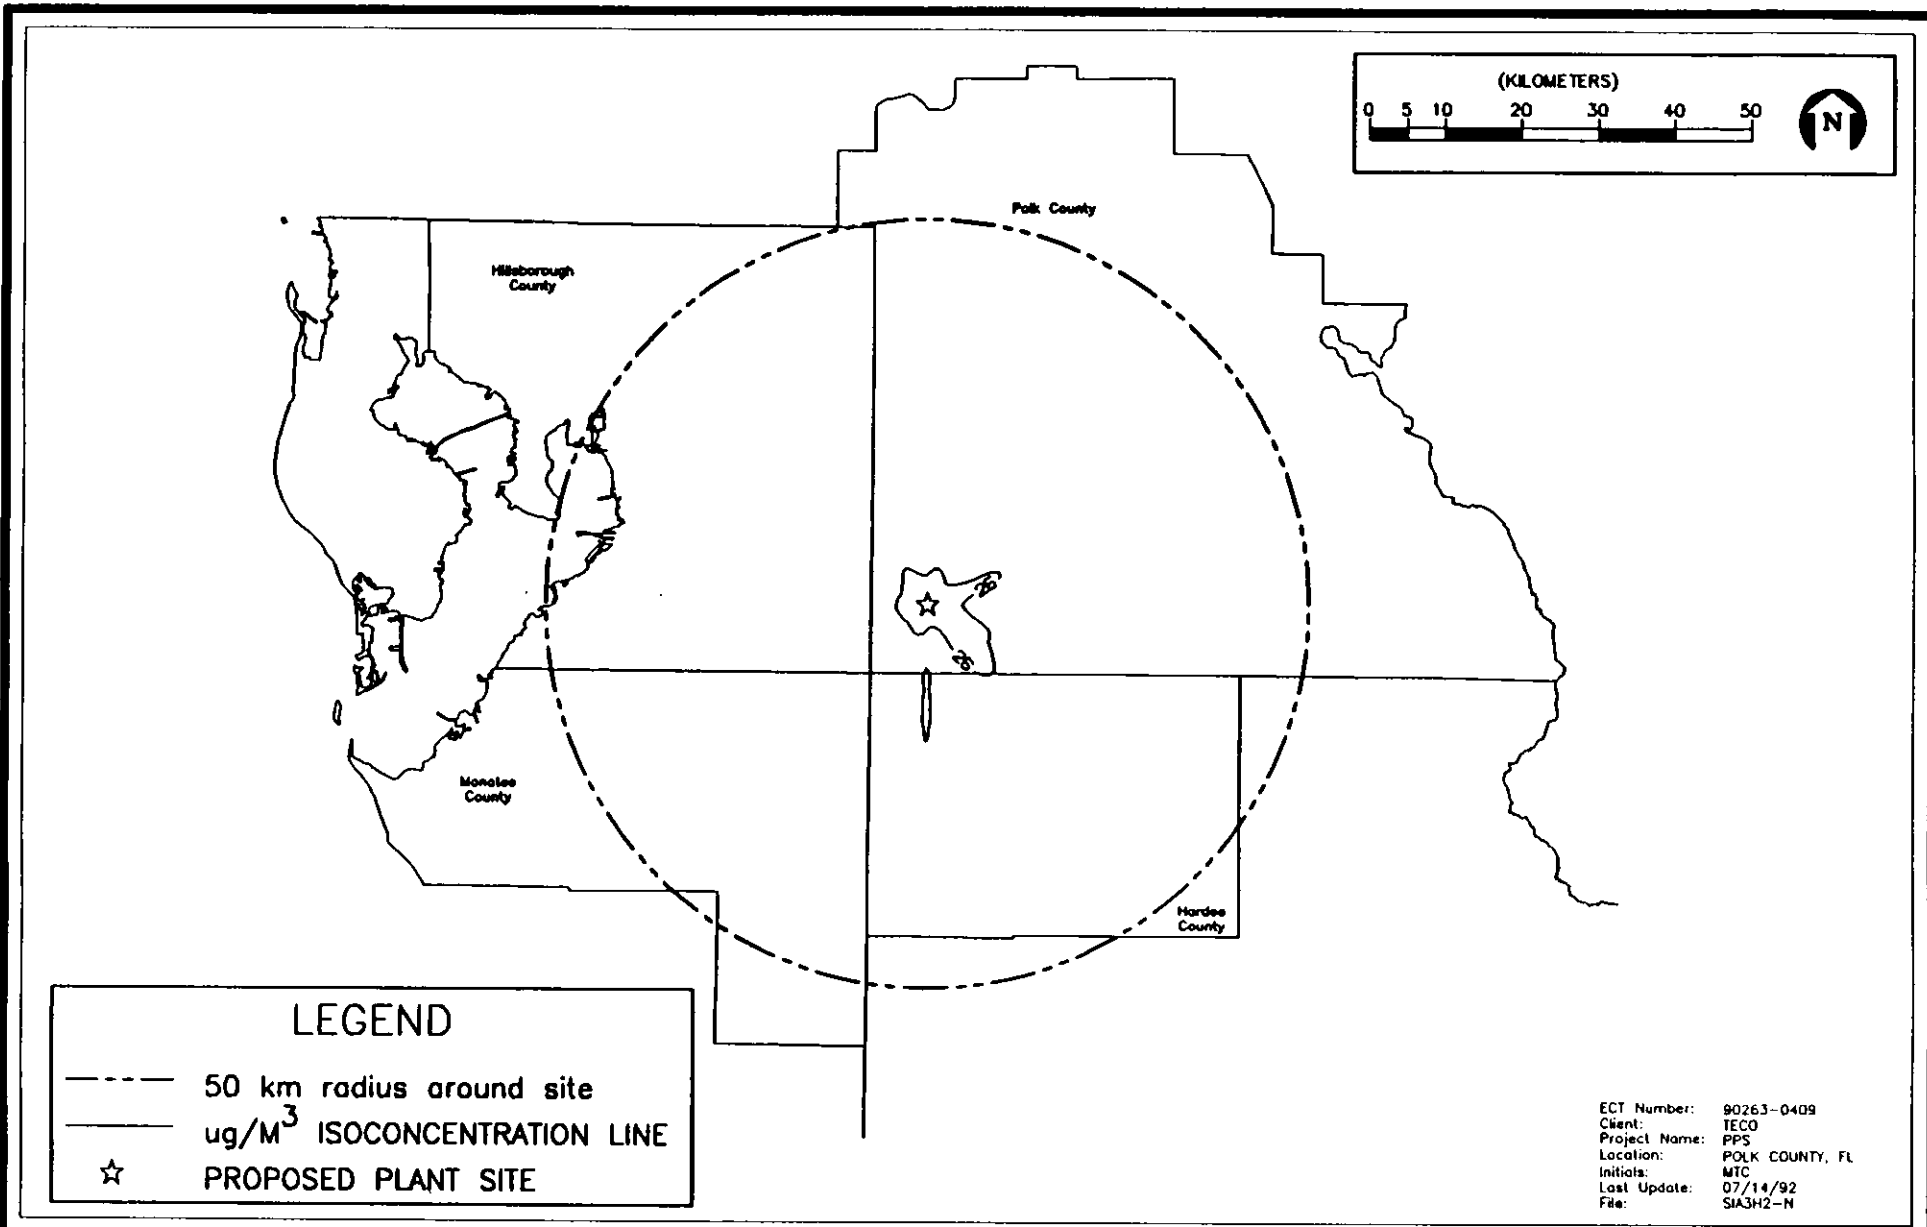 (KILOMETERS)
0 5 10 20 30 40 50
N
Polk County
Hillsborough
County
25
25
Manatee
County
Hardee
County
LEGEND
50 km radius around site
ug/M³ ISOCONCENTRATION LINE
PROPOSED PLANT SITE
ECT Number: 90263-0409
Client: TECO
Project Name: PPS
Location: POLK COUNTY, FL
Initials: MTC
Last Update: 07/14/92
File: SIA3H2-N